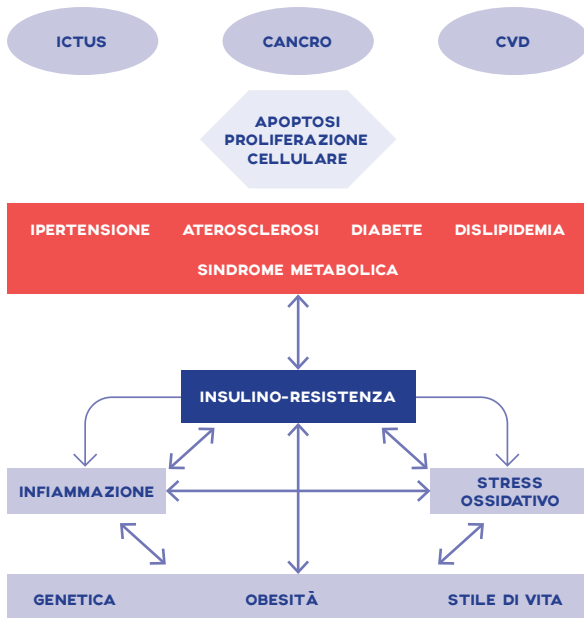 ICTUS CANCRO CVD
APOPTOSI
PROLIFERAZIONE
CELLULARE
IPERTENSIONE ATEROSCLEROSI DIABETE DISLIPIDEMIA
SINDROME METABOLICA
INSULINO-RESISTENZA
INFIAMMAZIONE
STRESS
OSSIDATIVO
GENETICA OBESITÀ STILE DI VITA